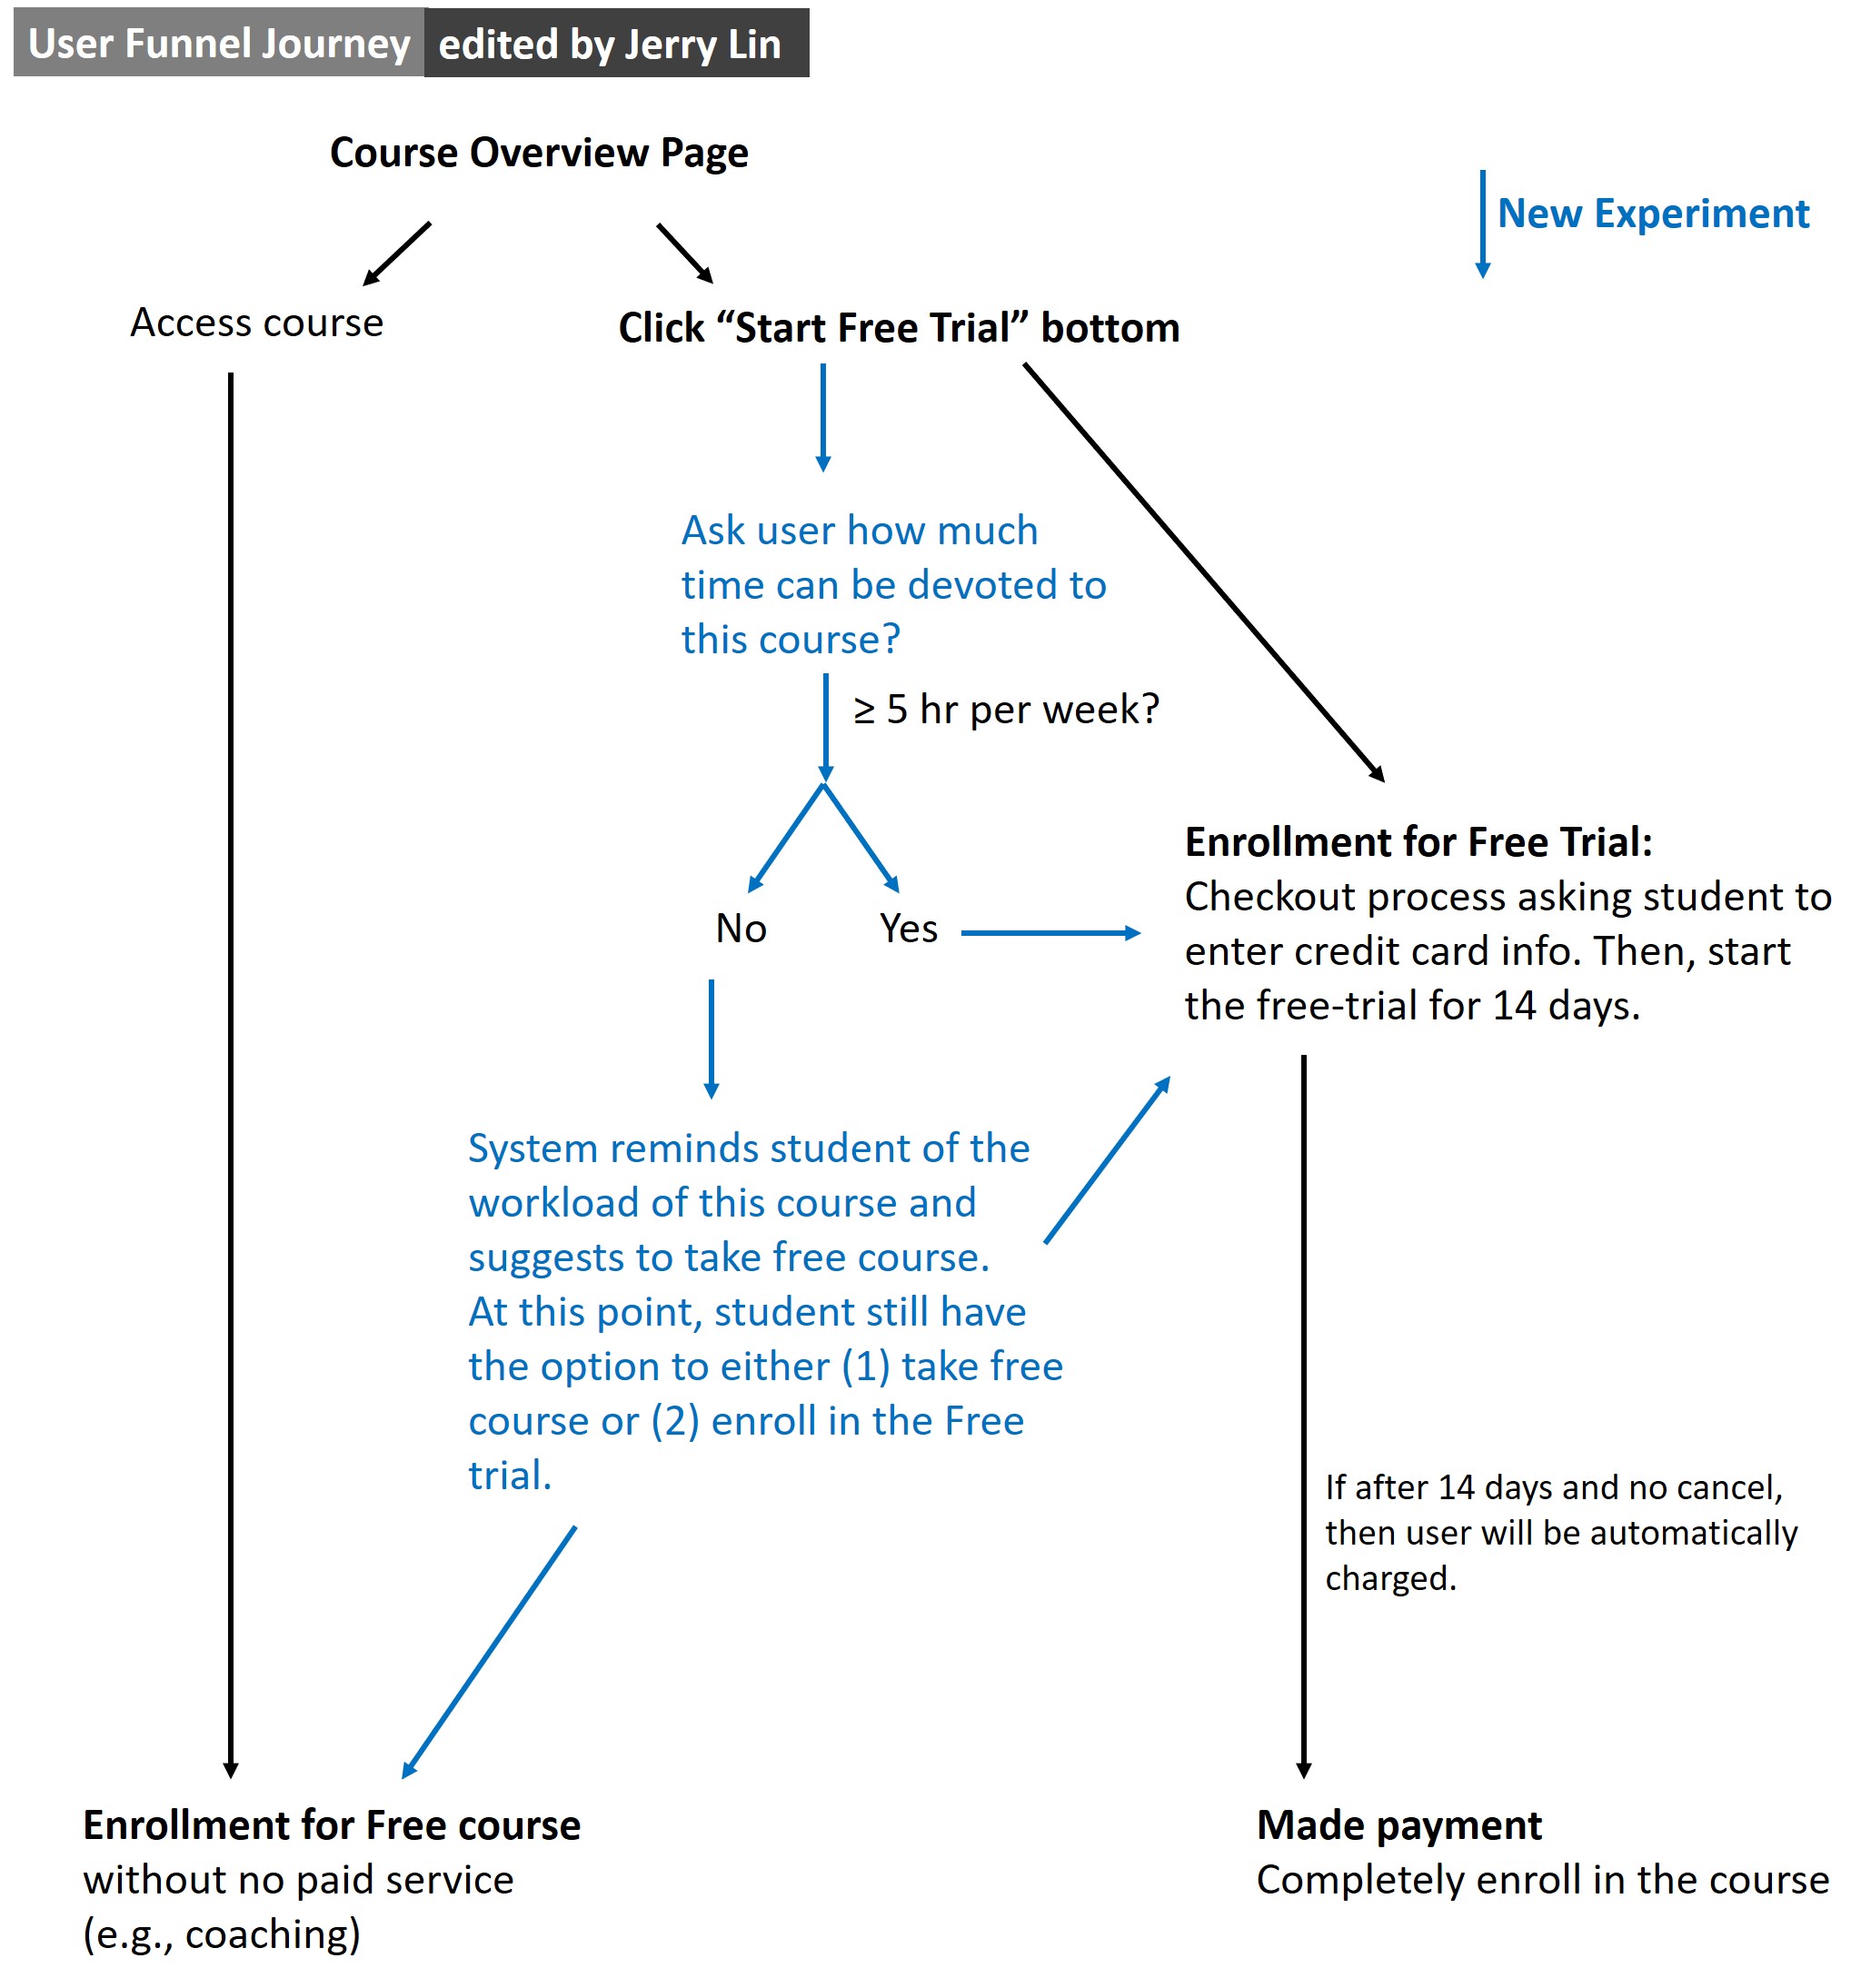 User Funnel Journey edited by Jerry Lin
Course Overview Page
New Experiment
Access course
Click “Start Free Trial” bottom
Ask user how much
time can be devoted to
this course?
≥ 5 hr per week?
No
Yes
Enrollment for Free Trial:
Checkout process asking student to
enter credit card info. Then, start
the free-trial for 14 days.
System reminds student of the
workload of this course and
suggests to take free course.
At this point, student still have
the option to either (1) take free
course or (2) enroll in the Free
trial.
If after 14 days and no cancel,
then user will be automatically
charged.
Enrollment for Free course
without no paid service
(e.g., coaching)
Made payment
Completely enroll in the course